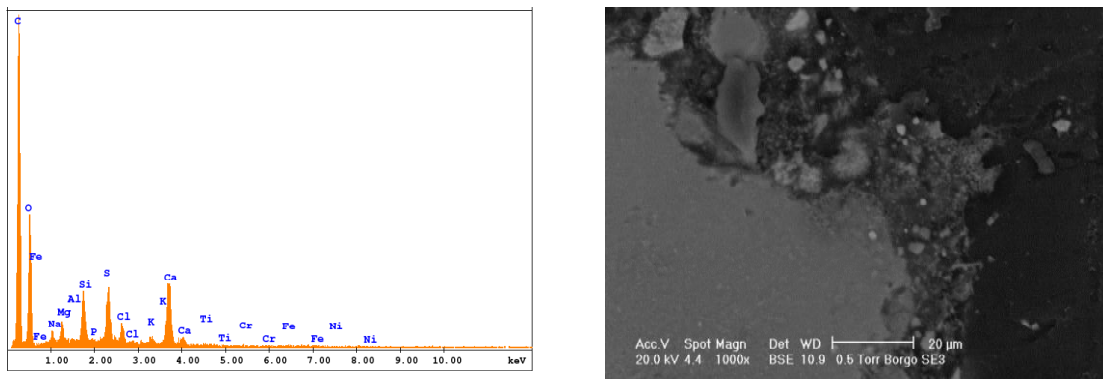 C
O
Fe
Fe
Na
Mg
Al
Si
P
S
Cl
Cl
K
K
Ca
Ca
Ti
Ti
Cr
Cr
Fe
Fe
Ni
Ni
1.00 2.00 3.00 4.00 5.00 6.00 7.00 8.00 9.00 10.00 keV
Acc.V Spot Magn Det WD 20 µm
20.0 kV 4.4 1000x BSE 10.9 0.5 Torr Borgo SE3